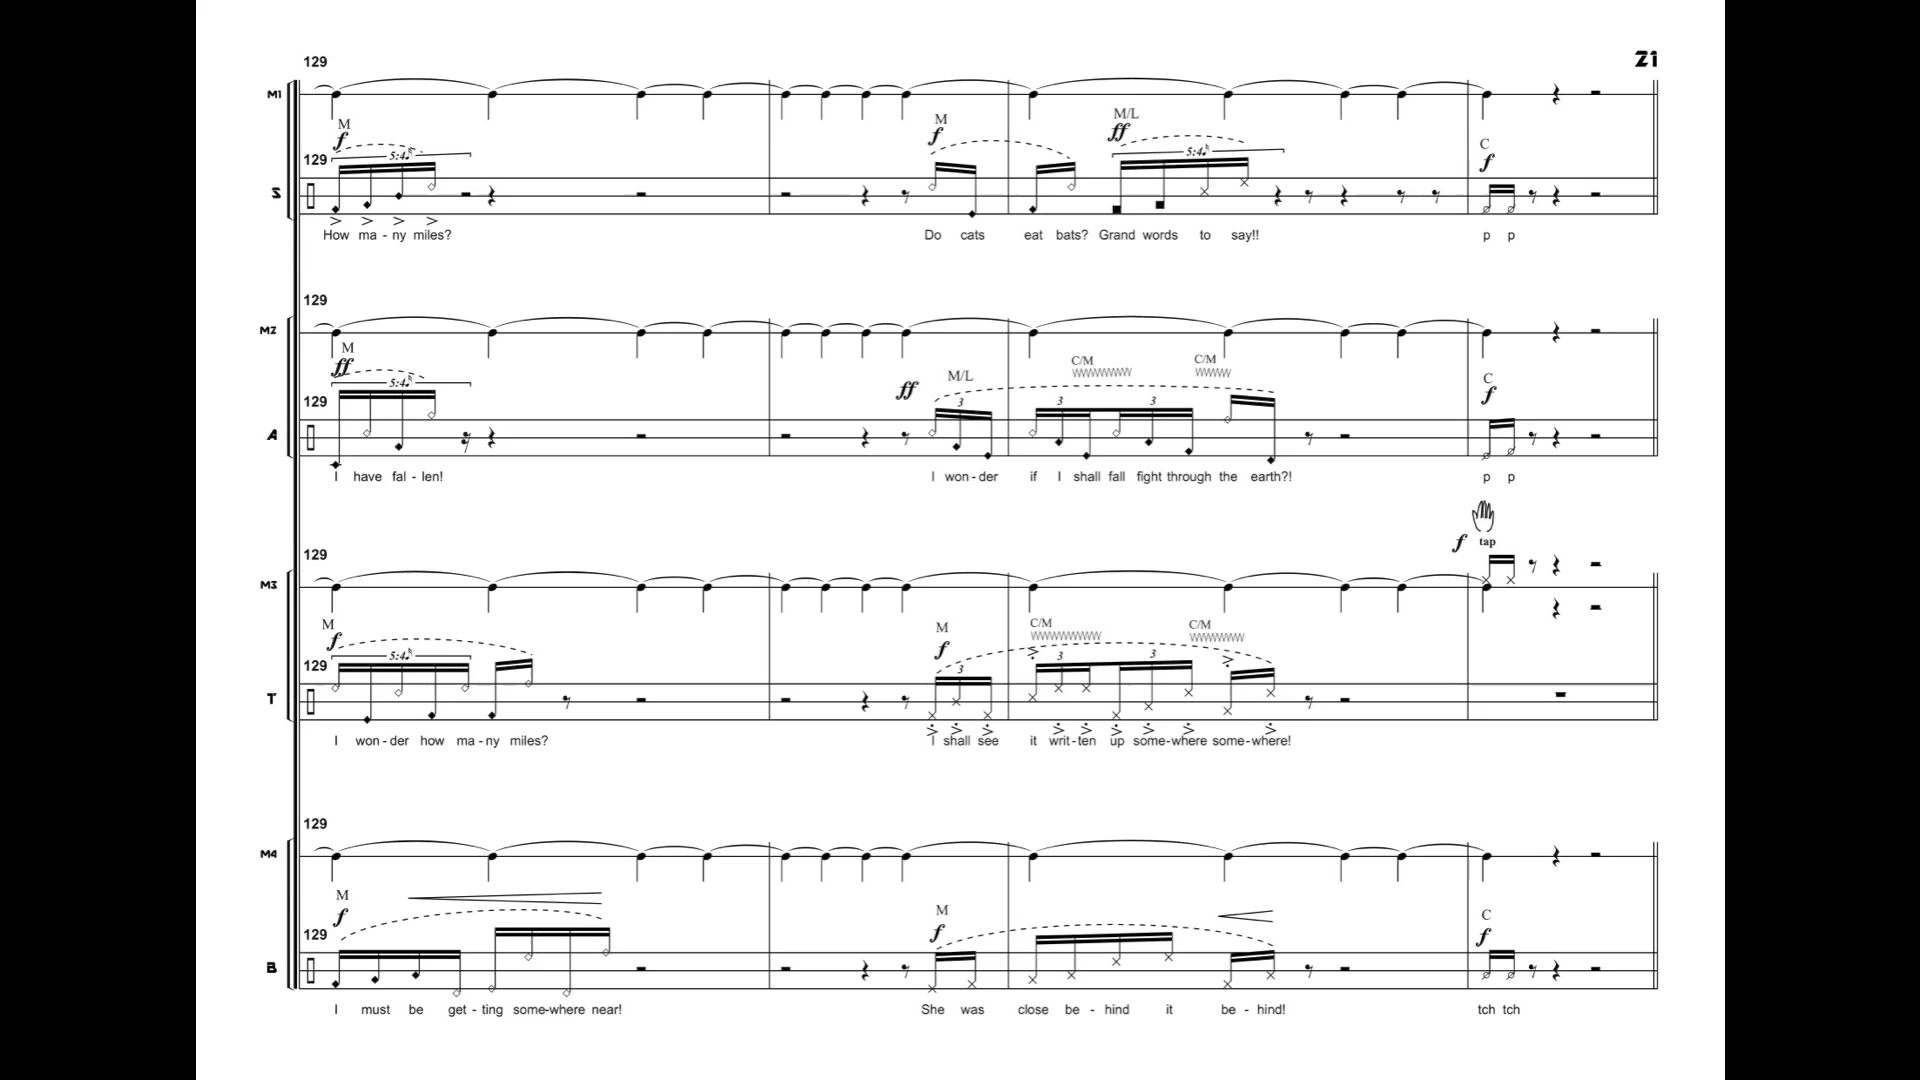 129
21
M1
M
f
M
f
M/L
ff
C
f
129
5:4
5:4
S
How ma - ny miles?
Do cats eat bats? Grand words to say!!
p p
129
M2
M
ff
ff
M/L
C/M
C/M
C
f
129
5:4
3
3
3
A
I have fal - len!
I won - der if I shall fall fight through the earth?!
p p
f tap
129
M3
M
f
M
f
C/M
C/M
129
5:4
3
3
3
T
I won - der how ma - ny miles?
I shall see it writ - ten up some - where some - where!
129
M4
M
f
M
f
C
f
129
B
I must be get - ting some - where near!
She was close be - hind it be - hind!
tch tch